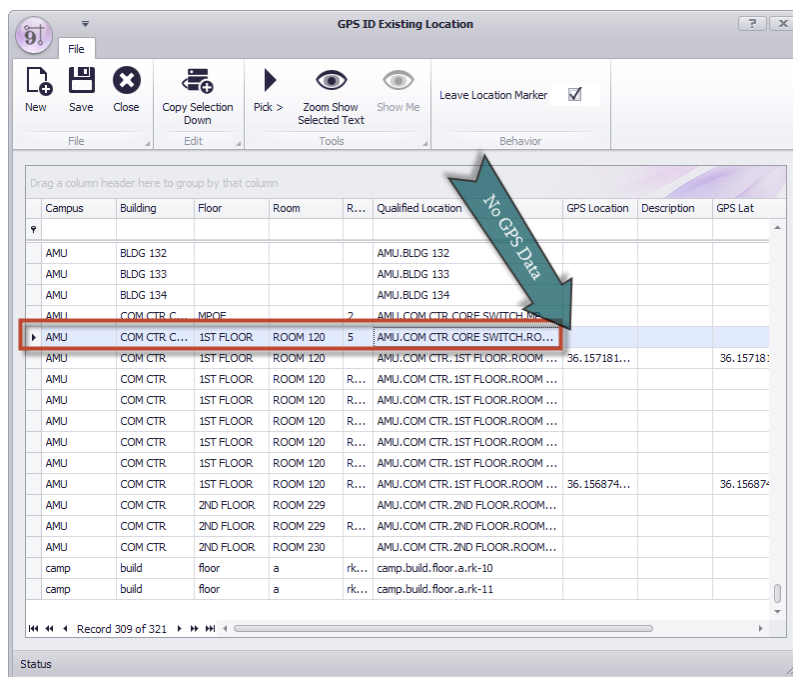 GPS ID Existing Location
File
New Save Close Copy Selection Down Pick > Zoom Show Selected Text Show Me Leave Location Marker
File Edit Tools Behavior
Drag a column header here to group by that column
No GPS Data
Campus Building Floor Room R... Qualified Location GPS Location Description GPS Lat
AMU BLDG 132 AMU.BLDG 132
AMU BLDG 133 AMU.BLDG 133
AMU BLDG 134 AMU.BLDG 134
AMU COM CTR C... MPOE 2 AMU.COM CTR CORE SWITCH.
AMU COM CTR C... 1ST FLOOR ROOM 120 5 AMU.COM CTR CORE SWITCH.RO...
AMU COM CTR 1ST FLOOR ROOM 120 AMU.COM CTR.1ST FLOOR.ROOM ... 36.157181... 36.157181
AMU COM CTR 1ST FLOOR ROOM 120 R... AMU.COM CTR.1ST FLOOR.ROOM ...
AMU COM CTR 1ST FLOOR ROOM 120 R... AMU.COM CTR.1ST FLOOR.ROOM ...
AMU COM CTR 1ST FLOOR ROOM 120 R... AMU.COM CTR.1ST FLOOR.ROOM ...
AMU COM CTR 1ST FLOOR ROOM 120 R... AMU.COM CTR.1ST FLOOR.ROOM ...
AMU COM CTR 1ST FLOOR ROOM 120 R... AMU.COM CTR.1ST FLOOR.ROOM ...
AMU COM CTR 1ST FLOOR ROOM 120 R... AMU.COM CTR.1ST FLOOR.ROOM ... 36.156874... 36.156874
AMU COM CTR 2ND FLOOR ROOM 229 AMU.COM CTR.2ND FLOOR.ROOM...
AMU COM CTR 2ND FLOOR ROOM 229 R... AMU.COM CTR.2ND FLOOR.ROOM...
AMU COM CTR 2ND FLOOR ROOM 230 AMU.COM CTR.2ND FLOOR.ROOM...
camp build floor a rk... camp.build.floor.a.rk-10
camp build floor a rk... camp.build.floor.a.rk-11
Record 309 of 321
Status